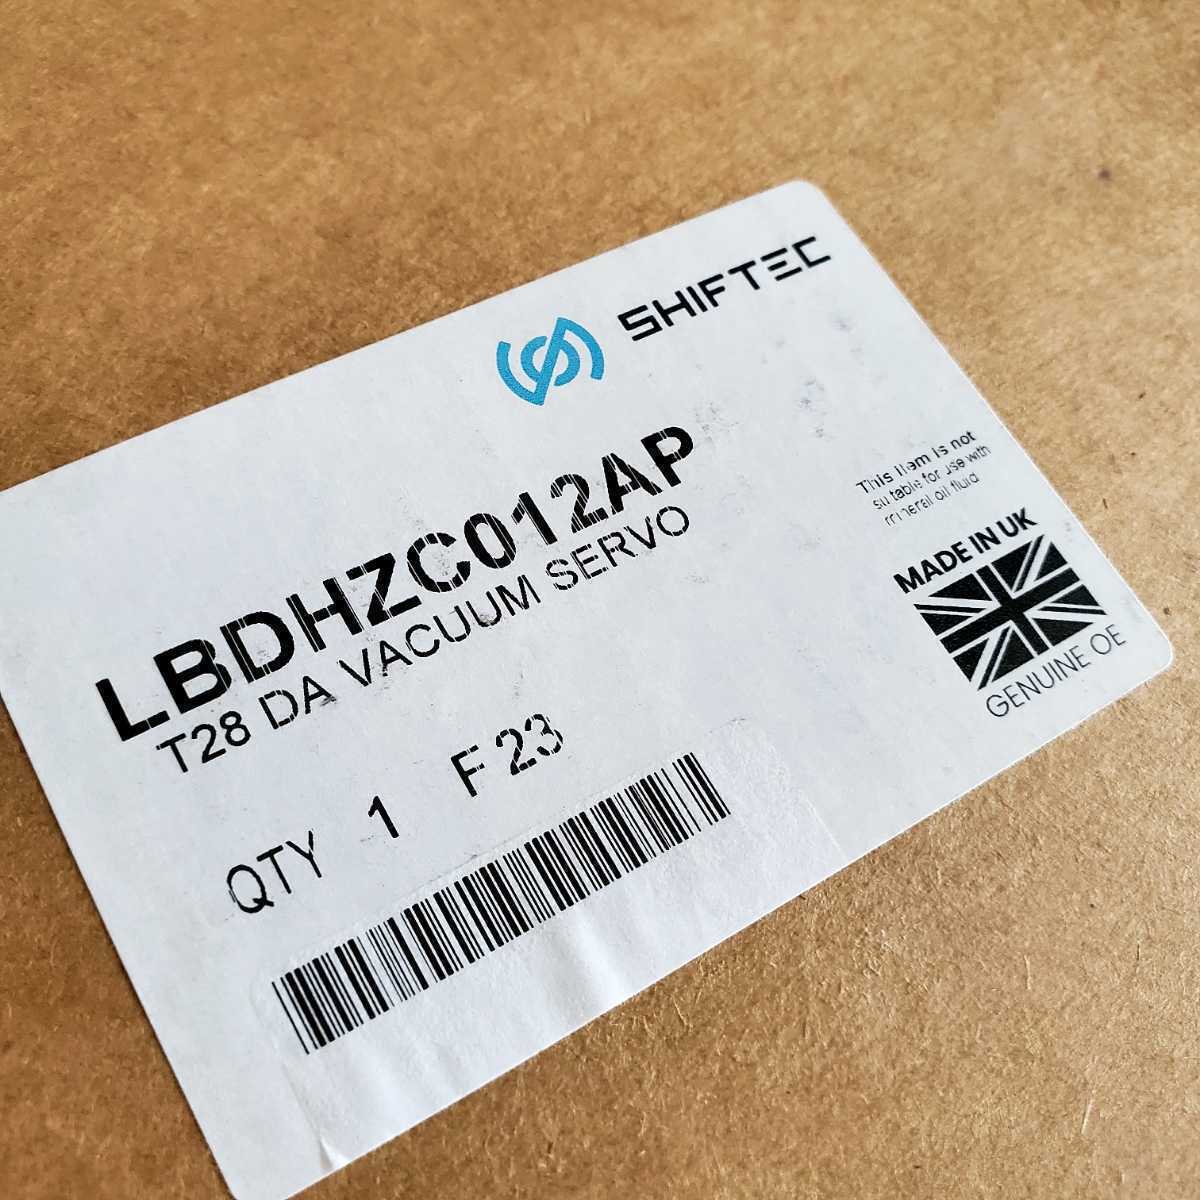 SHIFTEC
LBDHZC012AP
T28 DA VACUUM SERVO
QTY 1 F 23
This item is not
suitable for use with
mineral oil fluid
MADE IN UK
GENUINE OE